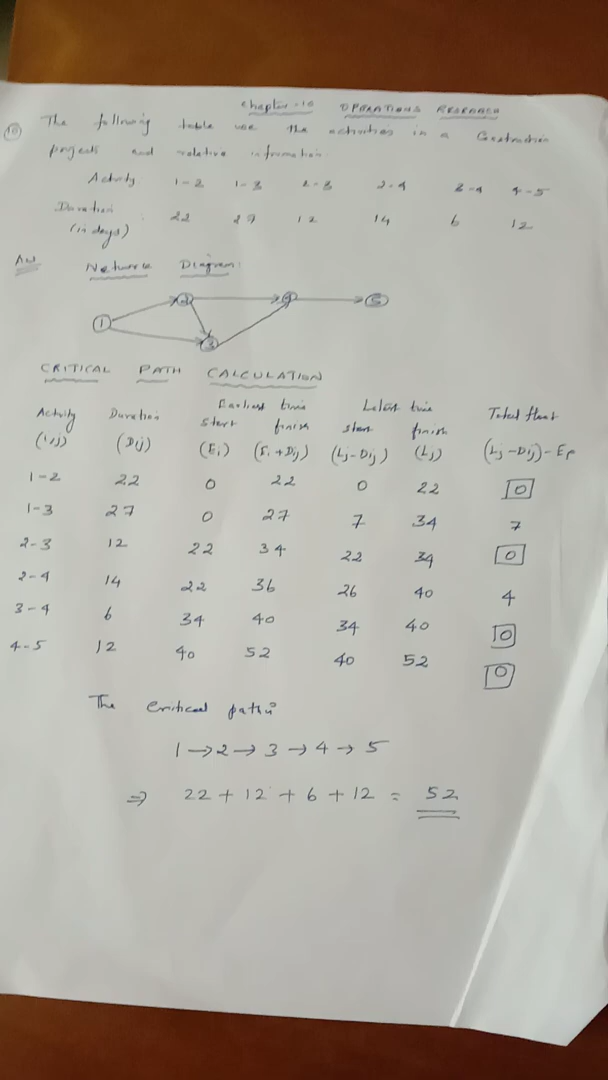 Chapter-10 OPERATIONS RESEARCH
10 The following table use the activities in a Construction
projects and relative information.
Activity 1-2 1-3 2-3 2-4 3-4 4-5
Duration 22 27 12 14 6 12
(in days)
Network Diagram:
2 4 5
1
3
CRITICAL PATH CALCULATION
Activity Duration Earliest time Latest time Total float
start finish start finish
(i,j) (Dij) (Ei) (Ei + Dij) (Lj-Dij) (Lj) (Lj-Dij)-Ei
1-2 22 0 22 0 22 0
1-3 27 0 27 7 34 7
2-3 12 22 34 22 34 0
2-4 14 22 36 26 40 4
3-4 6 34 40 34 40 0
4-5 12 40 52 40 52 0
The critical path:
1 → 2 → 3 → 4 → 5
⇒ 22 + 12 + 6 + 12 = 52